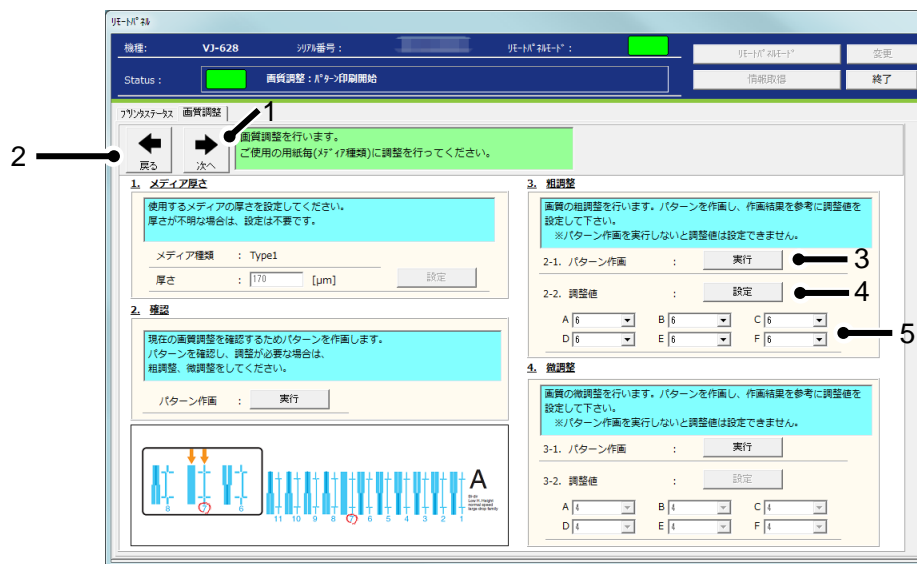 リモートパネル
機種: VJ-628 シリアル番号: リモートパネルモード:
リモートパネルモード 変更
Status: 画質調整:パターン印刷開始
情報取得 終了
プリンタステータス 画質調整
1
2
戻る
次へ
画質調整を行います。
ご使用の用紙毎(メディア種類)に調整を行ってください。
1. メディア厚さ
使用するメディアの厚さを設定してください。
厚さが不明な場合は、設定は不要です。
メディア種類 : Type1
厚さ : 170 [μm] 設定
2. 確認
現在の画質調整を確認するためパターンを作画します。
パターンを確認し、調整が必要な場合は、
粗調整、微調整をしてください。
パターン作画 : 実行
8 7 6
11 10 9 8 7 6 5 4 3 2 1
A
Bi-dir
Low H. Height
normal speed
large drop family
3. 粗調整
画質の粗調整を行います。パターンを作画し、作画結果を参考に調整値を
設定して下さい。
※パターン作画を実行しないと調整値は設定できません。
2-1. パターン作画 : 実行
3
2-2. 調整値 : 設定
4
A 6 B 6 C 6
D 6 E 6 F 6
5
4. 微調整
画質の微調整を行います。パターンを作画し、作画結果を参考に調整値を
設定して下さい。
※パターン作画を実行しないと調整値は設定できません。
3-1. パターン作画 : 実行
3-2. 調整値 : 設定
A 4 B 4 C 4
D 4 E 4 F 4